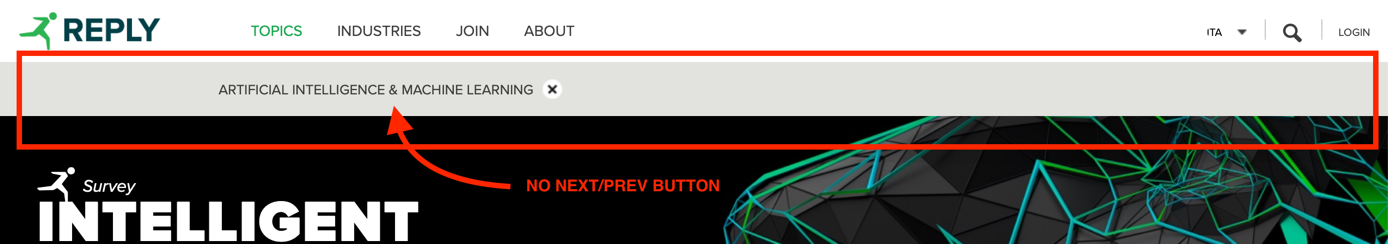 REPLY
TOPICS INDUSTRIES JOIN ABOUT
ITA
LOGIN
ARTIFICIAL INTELLIGENCE & MACHINE LEARNING
NO NEXT/PREV BUTTON
Survey
INTELLIGENT